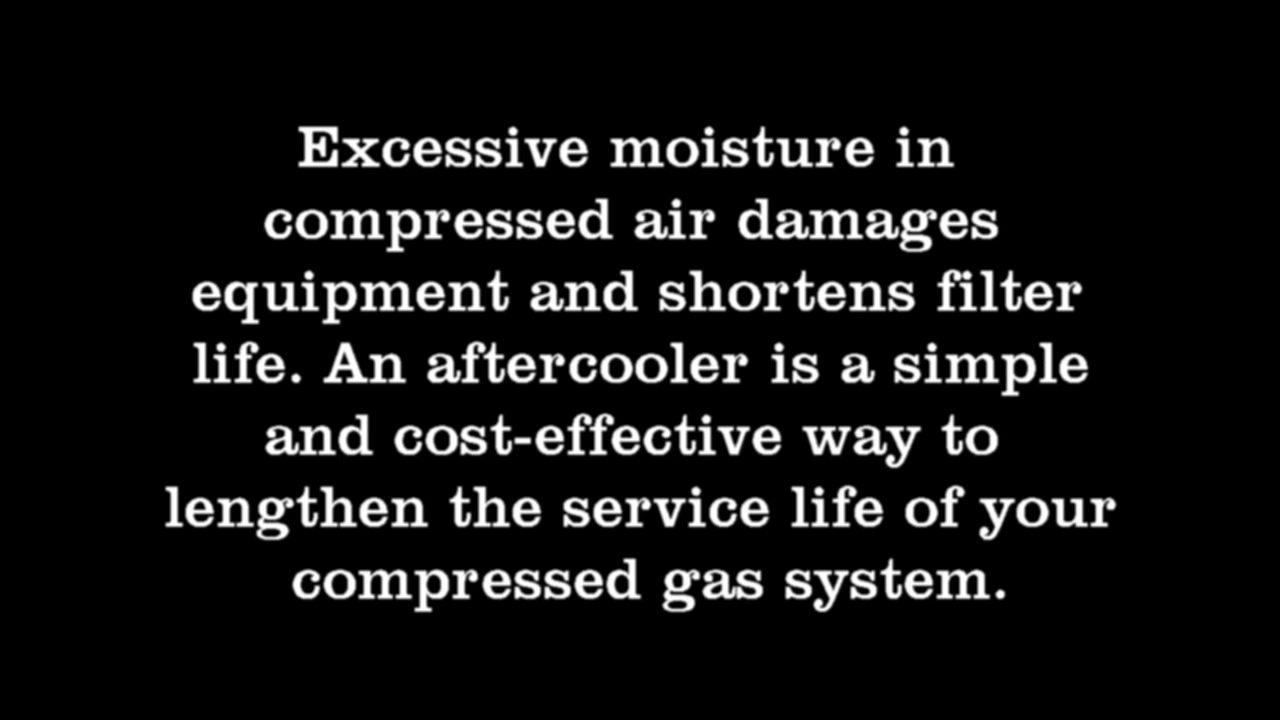 Excessive moisture in
compressed air damages
equipment and shortens filter
life. An aftercooler is a simple
and cost-effective way to
lengthen the service life of your
compressed gas system.